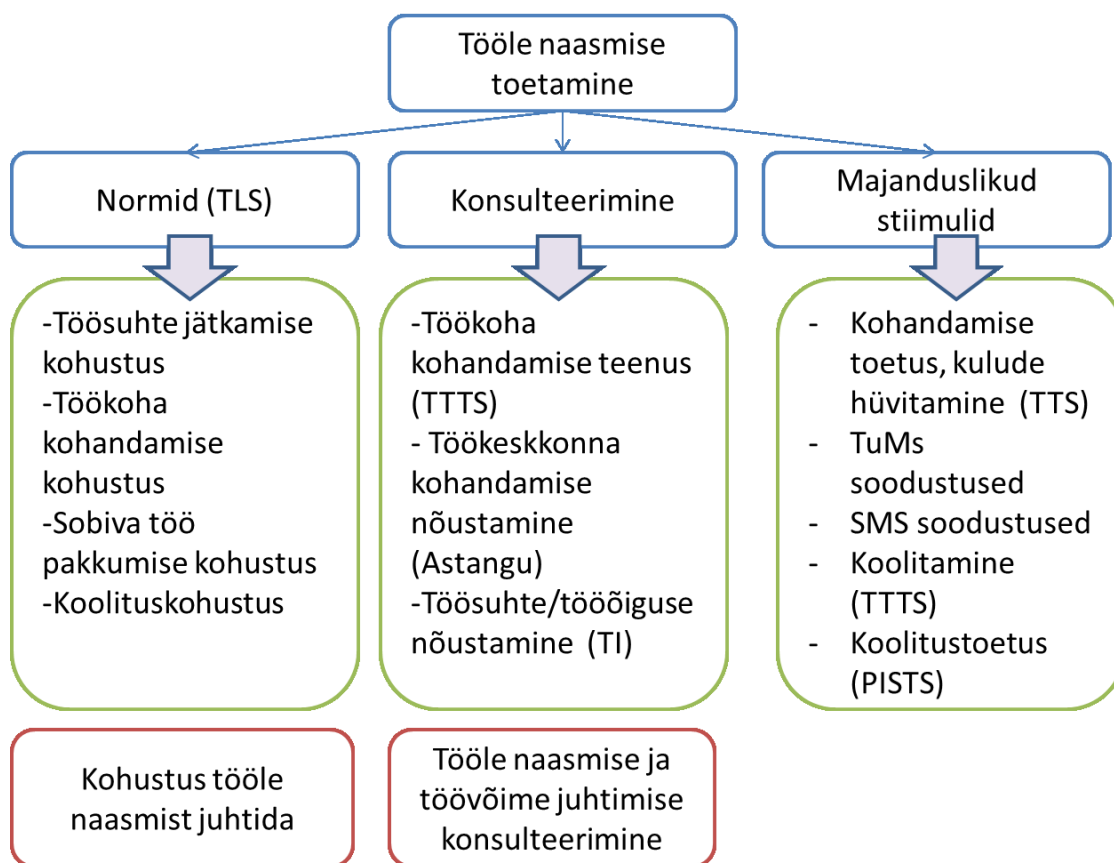 Tööle naasmise
toetamine
Normid (TLS)
Konsulteerimine
Majanduslikud
stiimulid
-Töösuhte jätkamise
kohustus
-Töökoha
kohandamise
kohustus
-Sobiva töö
pakkumise kohustus
-Koolituskohustus
-Töökoha
kohandamise teenus
(TTTS)
- Töökeskkonna
kohandamise
nõustamine
(Astangu)
-Töösuhte/tööõiguse
nõustamine (TI)
- Kohandamise
toetus, kulude
hüvitamine (TTS)
- TuMs
soodustused
- SMS soodustused
- Koolitamine
(TTTS)
- Koolitustoetus
(PISTS)
Kohustus tööle
naasmist juhtida
Tööle naasmise ja
töövõime juhtimise
konsulteerimine